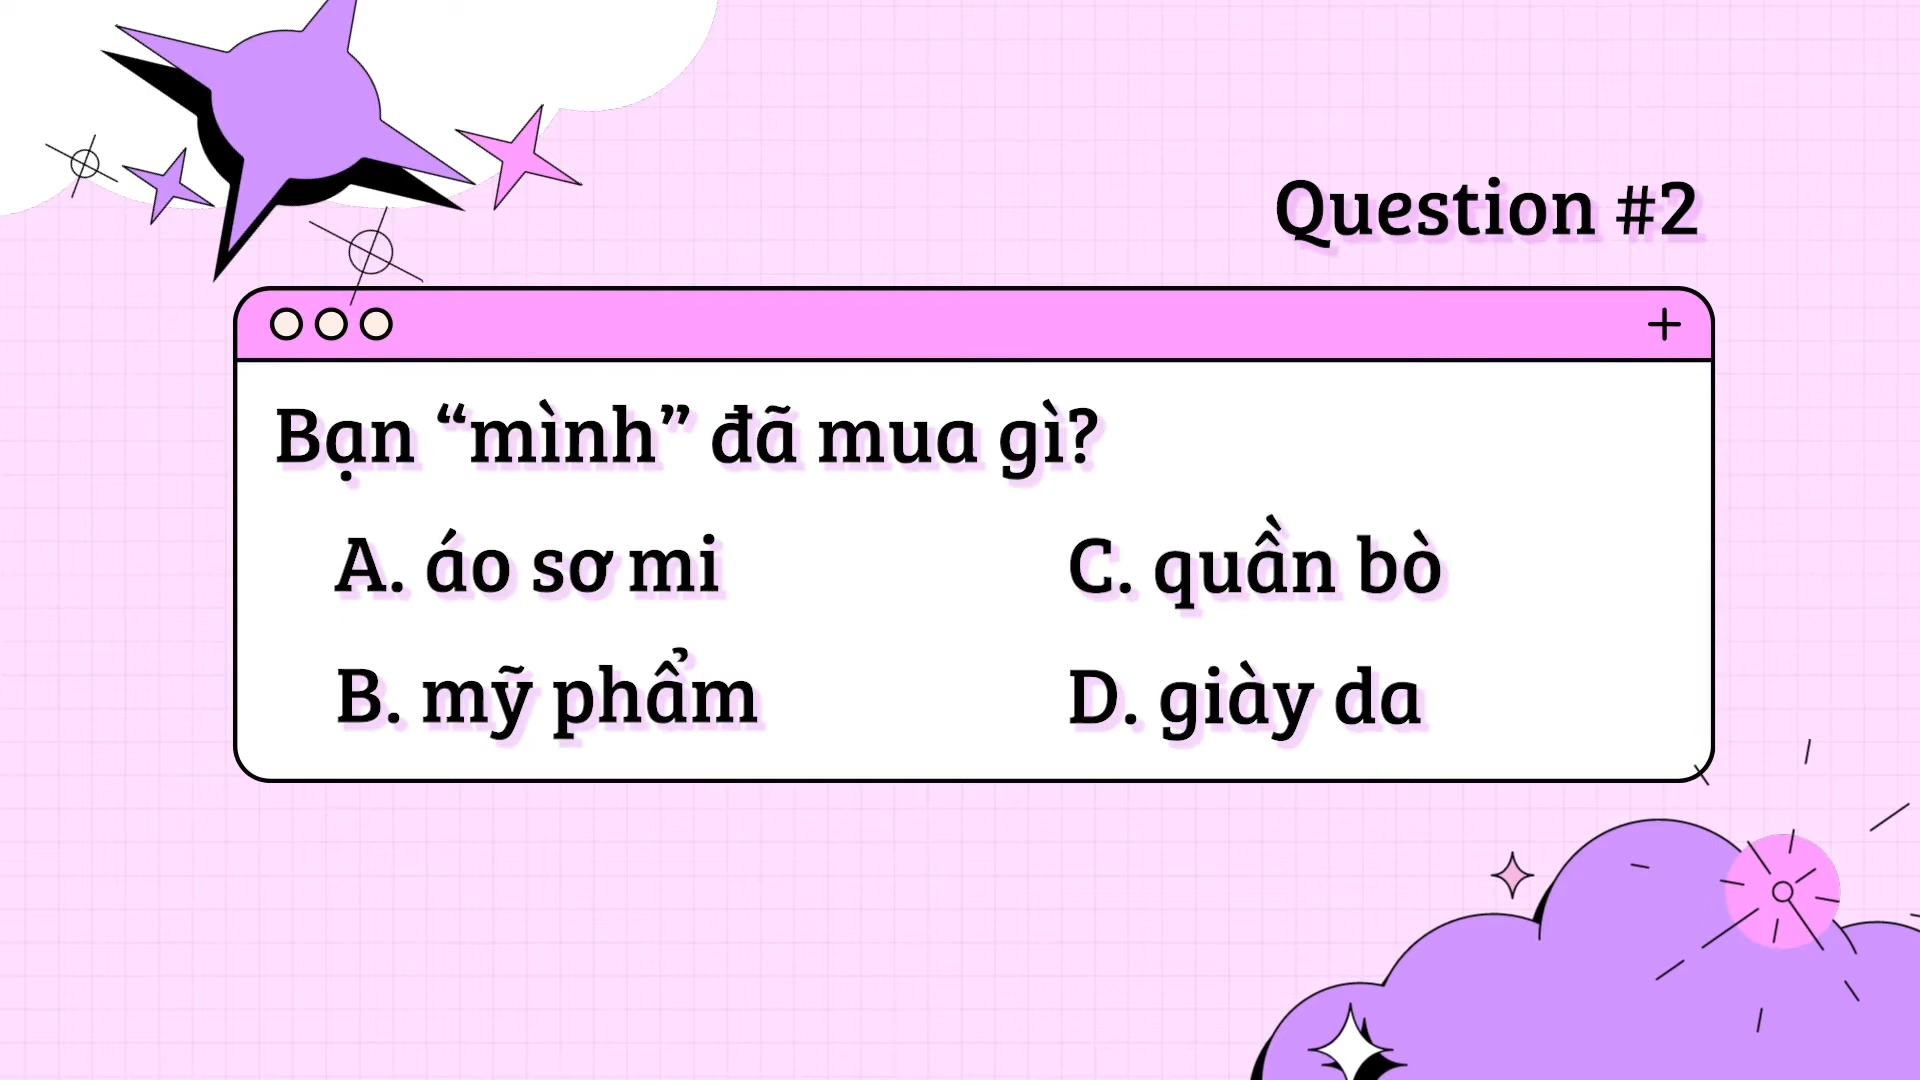 Question #2
Bạn “mình” đã mua gì?
A. áo sơ mi
B. mỹ phẩm
C. quần bò
D. giày da